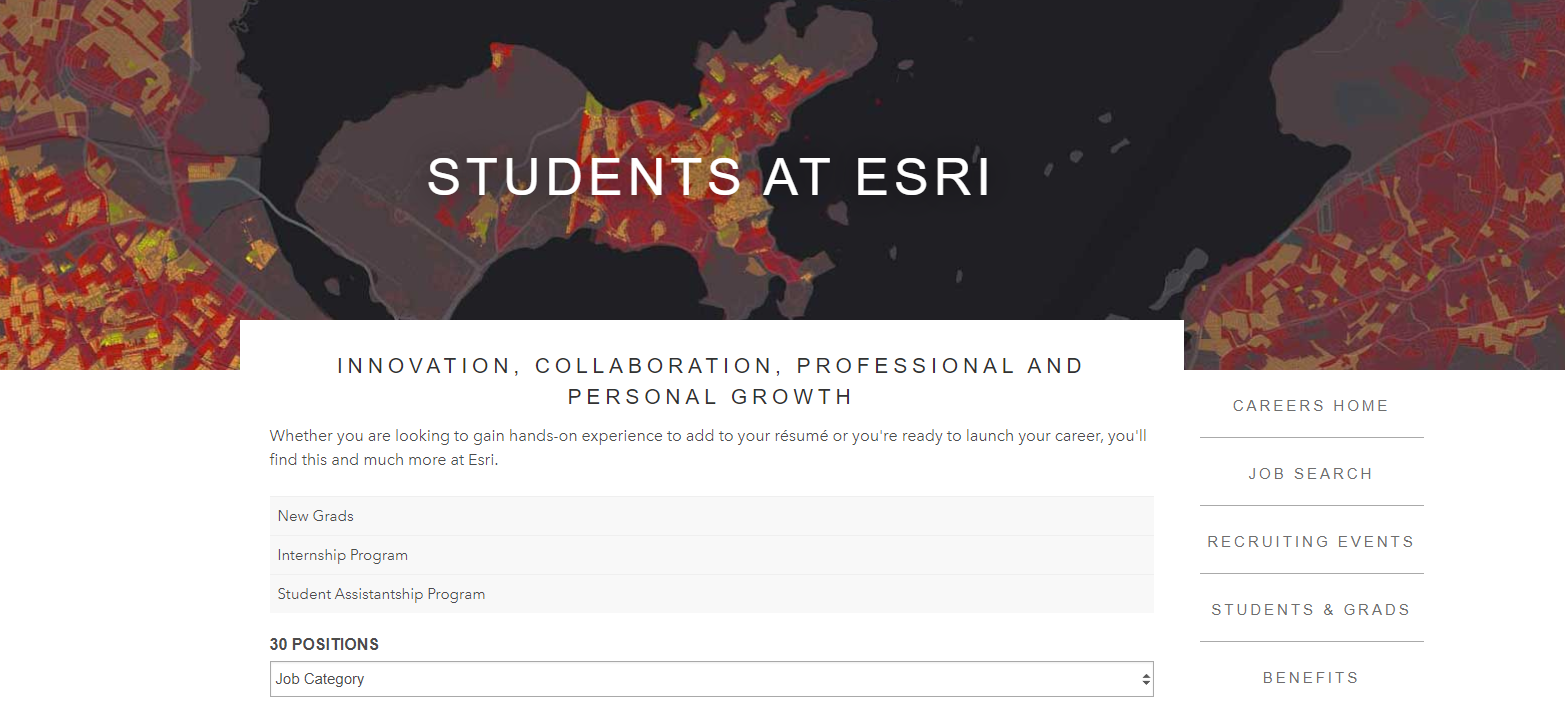 STUDENTS AT ESRI
INNOVATION, COLLABORATION, PROFESSIONAL AND
PERSONAL GROWTH
Whether you are looking to gain hands-on experience to add to your résumé or you're ready to launch your career, you'll
find this and much more at Esri.
New Grads
Internship Program
Student Assistantship Program
30 POSITIONS
Job Category
CAREERS HOME
JOB SEARCH
RECRUITING EVENTS
STUDENTS & GRADS
BENEFITS